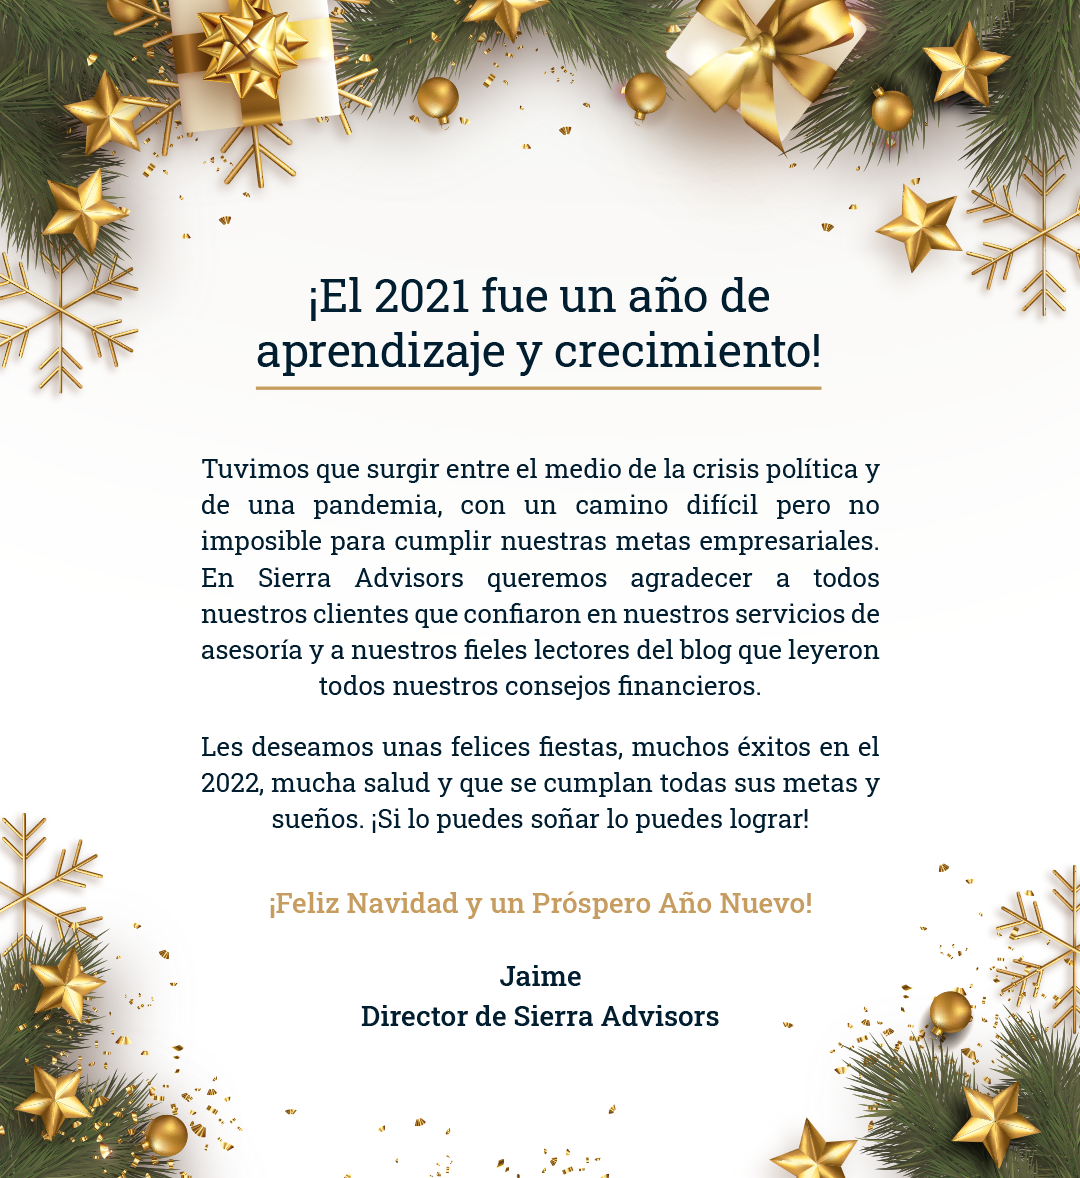 ¡El 2021 fue un año de
aprendizaje y crecimiento!
Tuvimos que surgir entre el medio de la crisis política y
de una pandemia, con un camino difícil pero no
imposible para cumplir nuestras metas empresariales.
En Sierra Advisors queremos agradecer a todos
nuestros clientes que confiaron en nuestros servicios de
asesoría y a nuestros fieles lectores del blog que leyeron
todos nuestros consejos financieros.
Les deseamos unas felices fiestas, muchos éxitos en el
2022, mucha salud y que se cumplan todas sus metas y
sueños. ¡Si lo puedes soñar lo puedes lograr!
¡Feliz Navidad y un Próspero Año Nuevo!
Jaime
Director de Sierra Advisors